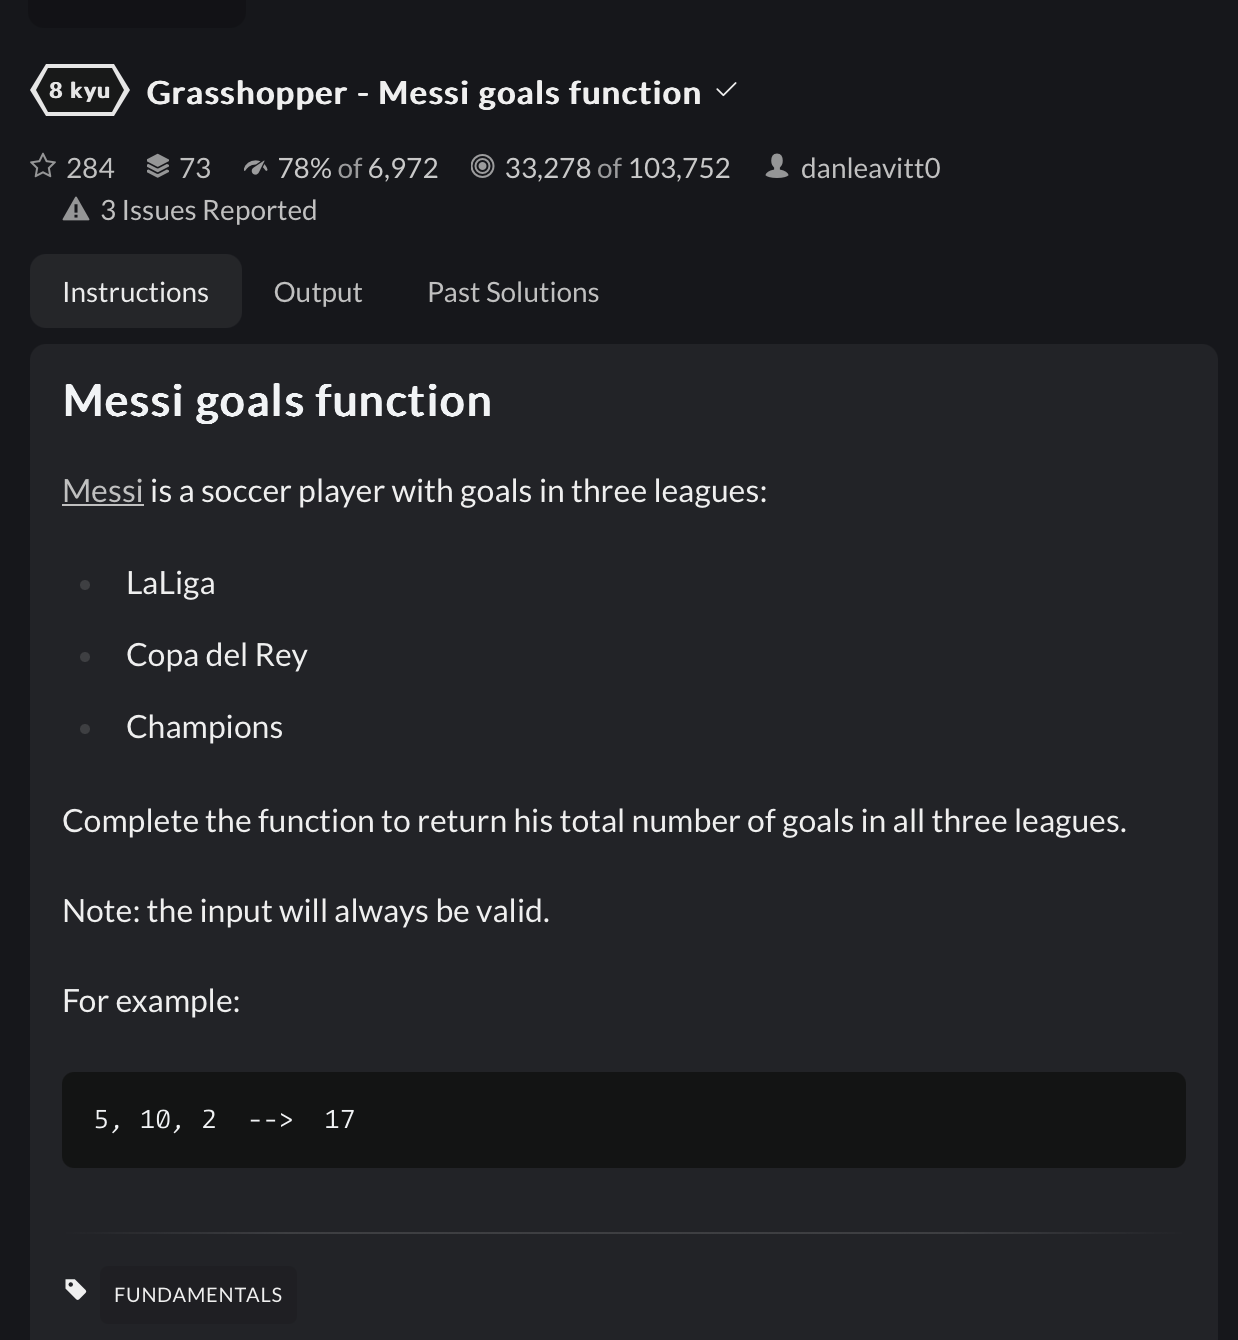 8 kyu Grasshopper - Messi goals function
284 73 78% of 6,972 33,278 of 103,752 danleavitt0
3 Issues Reported
Instructions Output Past Solutions
Messi goals function
Messi is a soccer player with goals in three leagues:
LaLiga
Copa del Rey
Champions
Complete the function to return his total number of goals in all three leagues.
Note: the input will always be valid.
For example:
5, 10, 2 --> 17
FUNDAMENTALS